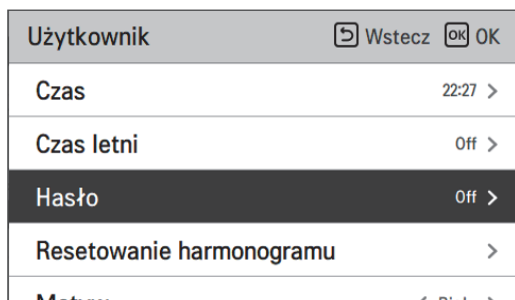 Użytkownik Wstecz OK OK
Czas 22:27 >
Czas letni Off >
Hasło Off >
Resetowanie harmonogramu >